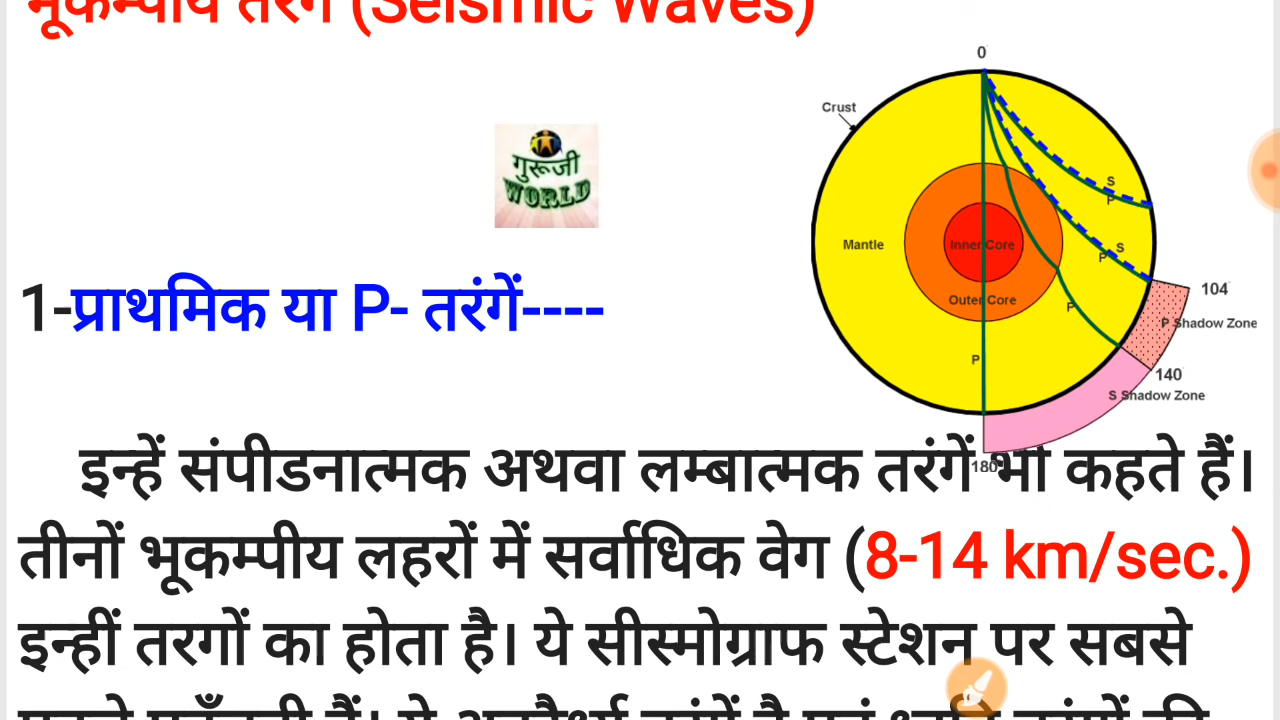 भूकम्पीय तरंगे (Seismic Waves)
0
Crust
गुरूजी
WORLD
S
P
Mantle
Inner Core
S
P
Outer Core
P
P
104
P Shadow Zone
140
S Shadow Zone
180
1-प्राथमिक या P- तरंगें----
इन्हें संपीडनात्मक अथवा लम्बात्मक तरंगें भी कहते हैं।
तीनों भूकम्पीय लहरों में सर्वाधिक वेग (8-14 km/sec.)
इन्हीं तरगों का होता है। ये सीस्मोग्राफ स्टेशन पर सबसे